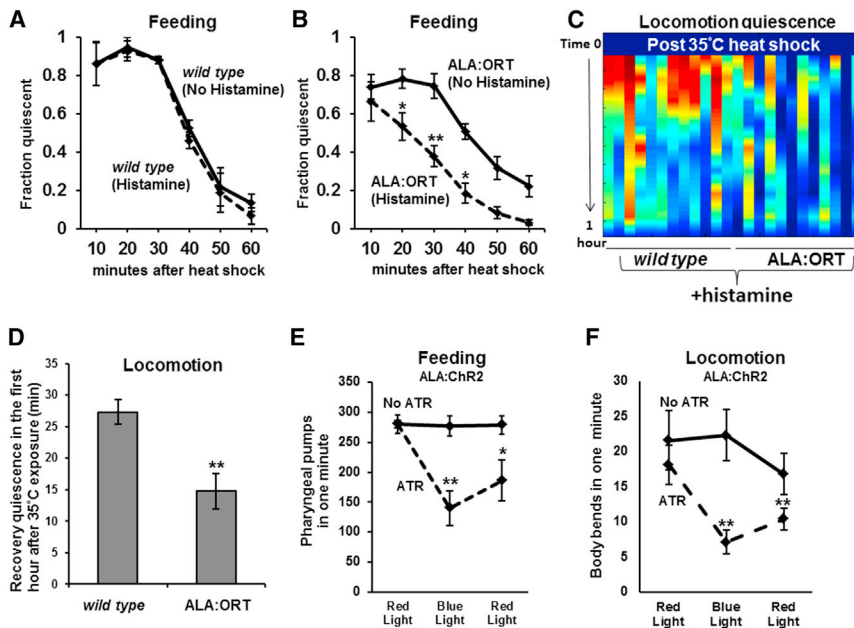 A
Feeding
Fraction quiescent
1
0.8
0.6
0.4
0.2
0
wild type
(No Histamine)
wild type
(Histamine)
10 20 30 40 50 60
minutes after heat shock
B
Feeding
Fraction quiescent
1
0.8
0.6
0.4
0.2
0
ALA:ORT
(No Histamine)
*
**
*
ALA:ORT
(Histamine)
10 20 30 40 50 60
minutes after heat shock
C
Locomotion quiescence
Time 0
Post 35°C heat shock
1
hour
wild type ALA:ORT
+histamine
D
Locomotion
Recovery quiescence in the first
hour after 35°C exposure (min)
35
30
25
20
15
10
5
0
**
wild type ALA:ORT
E
Feeding
ALA:ChR2
Pharyngeal pumps
in one minute
350
300
250
200
150
100
50
0
No ATR
ATR
**
*
Red Blue Red
Light Light Light
F
Locomotion
ALA:ChR2
Body bends in one minute
30
25
20
15
10
5
0
No ATR
ATR
**
**
Red Blue Red
Light Light Light